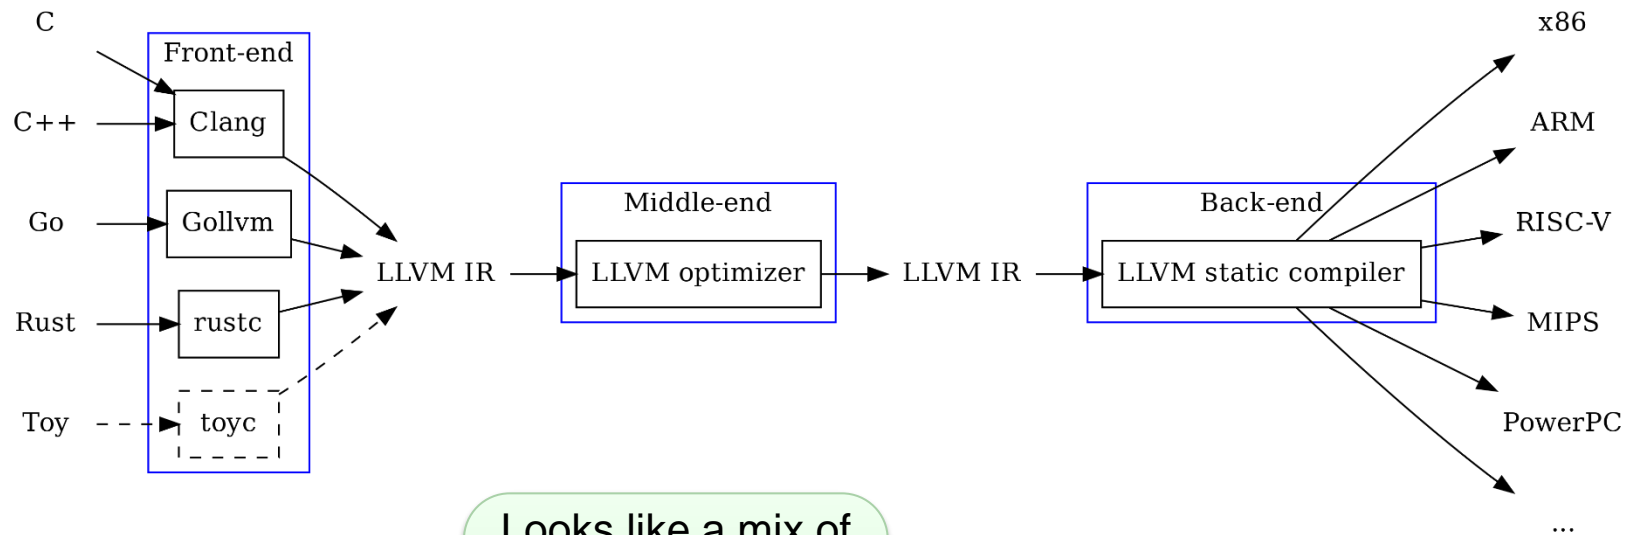 C
C++
Go
Rust
Toy
Front-end
Clang
Gollvm
rustc
toyc
LLVM IR
Middle-end
LLVM optimizer
LLVM IR
Back-end
LLVM static compiler
x86
ARM
RISC-V
MIPS
PowerPC
...
Looks like a mix of